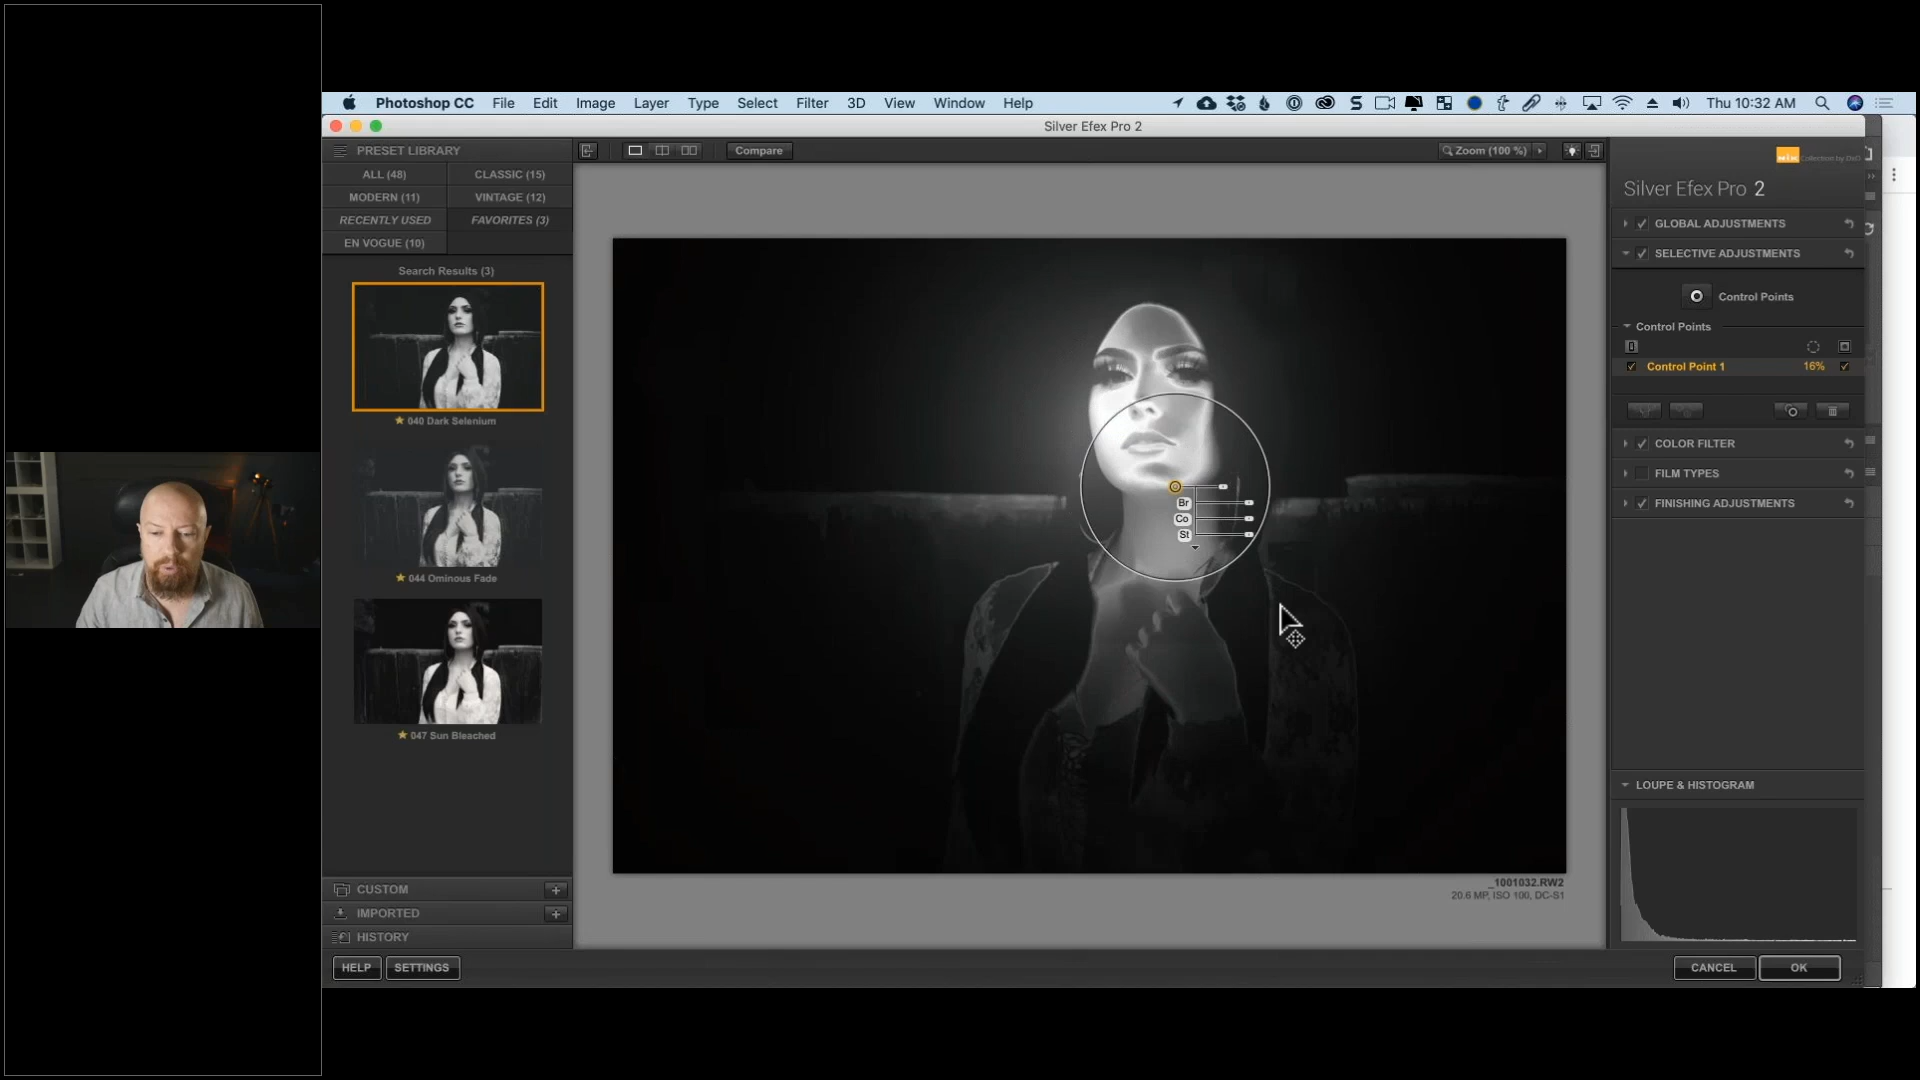 Photoshop CC File Edit Image Layer Type Select Filter 3D View Window Help Thu 10:32 AM
Silver Efex Pro 2
PRESET LIBRARY
ALL (48) CLASSIC (15)
MODERN (11) VINTAGE (12)
RECENTLY USED FAVORITES (3)
EN VOGUE (10)
Search Results (3)
040 Dark Selenium
044 Ominous Fade
047 Sun Bleached
CUSTOM
IMPORTED
HISTORY
HELP SETTINGS
Compare
Zoom (100 %)
Br
Co
St
_1001032.RW2
20.6 MP, ISO 100, DC-S1
nik Collection by DxO
Silver Efex Pro 2
GLOBAL ADJUSTMENTS
SELECTIVE ADJUSTMENTS
Control Points
Control Points
Control Point 1 16%
COLOR FILTER
FILM TYPES
FINISHING ADJUSTMENTS
LOUPE & HISTOGRAM
CANCEL OK